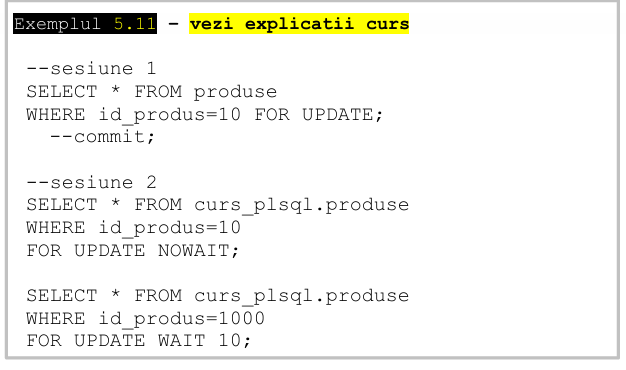 Exemplul 5.11 – vezi explicatii curs
--sesiune 1
SELECT * FROM produse
WHERE id_produs=10 FOR UPDATE;
--commit;
--sesiune 2
SELECT * FROM curs_plsql.produse
WHERE id_produs=10
FOR UPDATE NOWAIT;
SELECT * FROM curs_plsql.produse
WHERE id_produs=1000
FOR UPDATE WAIT 10;